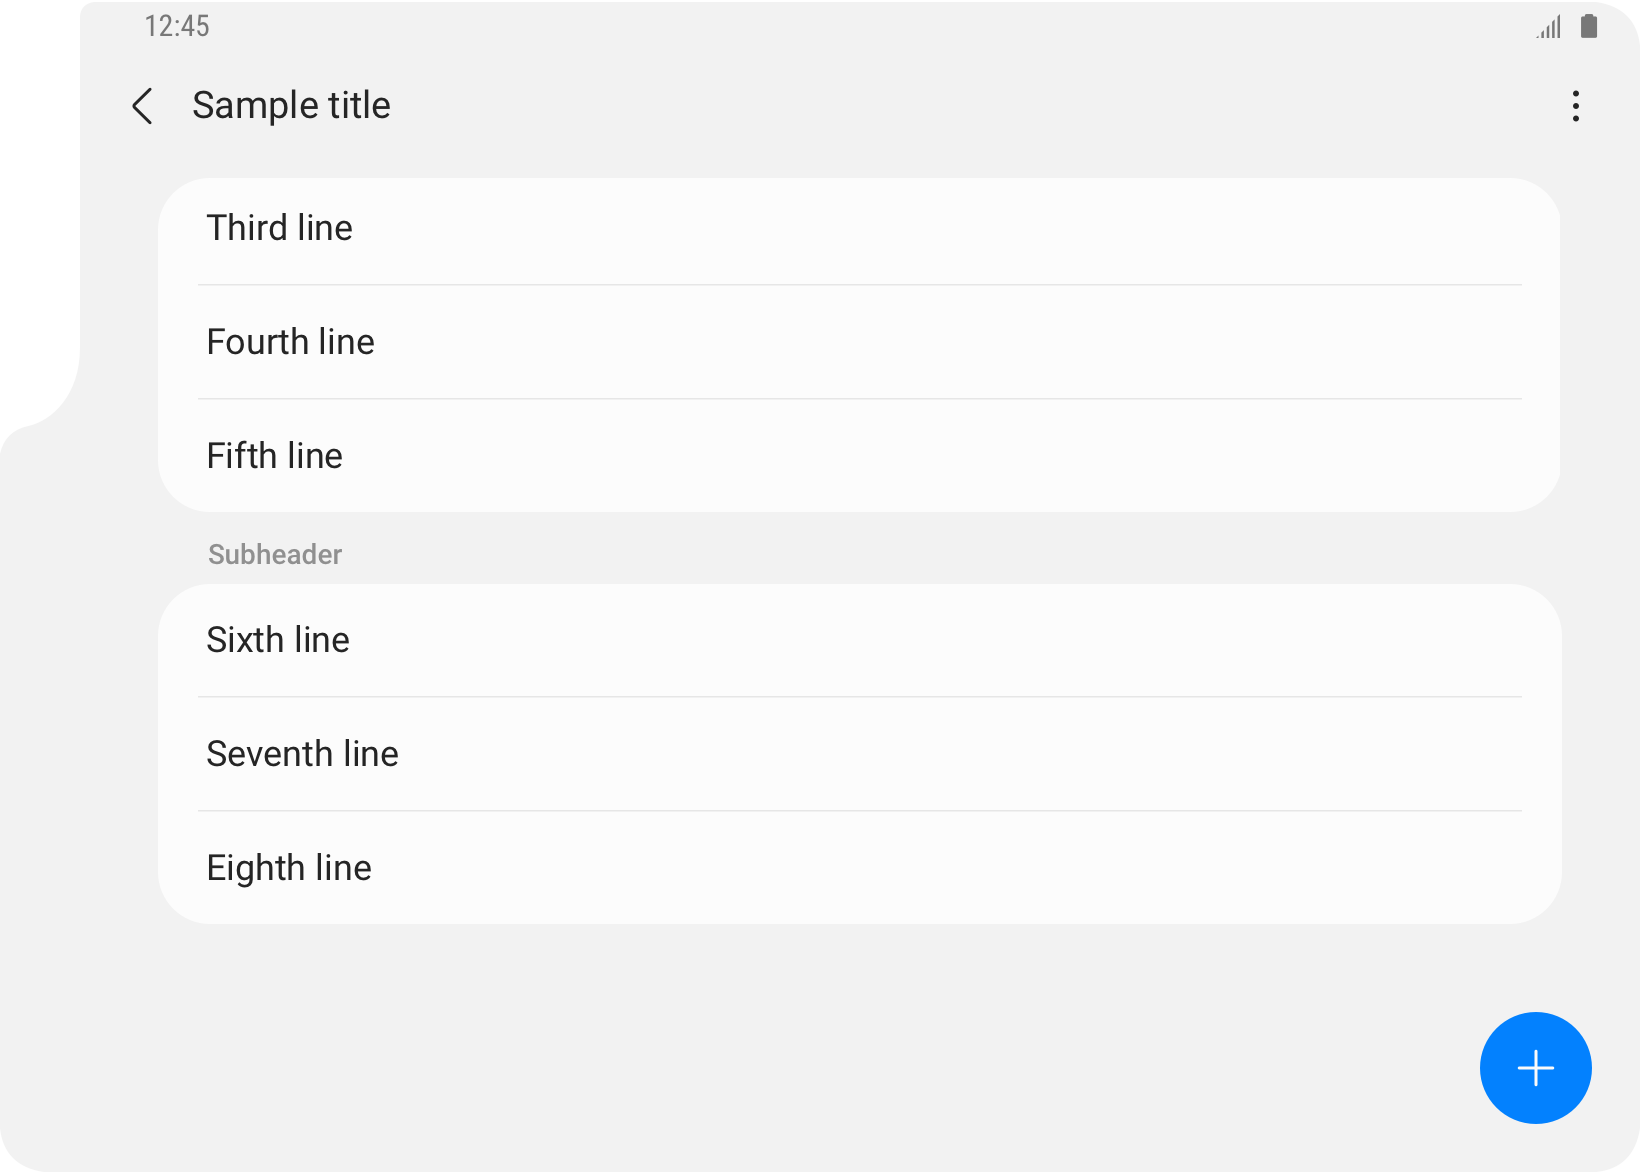 12:45
Sample title
Third line
Fourth line
Fifth line
Subheader
Sixth line
Seventh line
Eighth line